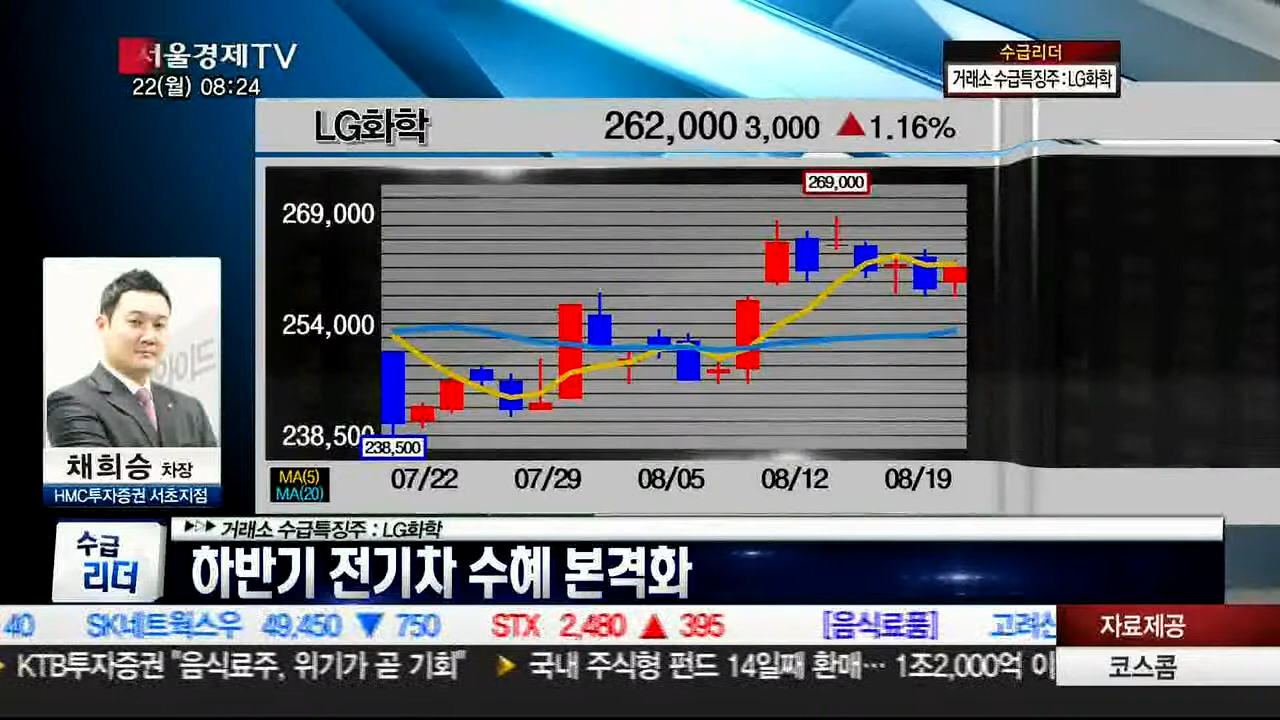 서울경제TV
22(월) 08:24
수급리더
거래소 수급특징주 : LG화학
LG화학 262,000 3,000 ▲1.16%
269,000
269,000
254,000
238,500
238,500
MA(5)
MA(20)
07/22 07/29 08/05 08/12 08/19
채희승 차장
HMC투자증권 서초지점
수급
리더
▶▷▶ 거래소 수급특징주 : LG화학
하반기 전기차 수혜 본격화
40 SK네트웍스우 49,450 ▼ 750 STX 2,480 ▲ 395 [음식료품] 고려산
자료제공
KTB투자증권 "음식료주, 위기가 곧 기회" ▶ 국내 주식형 펀드 14일째 환매… 1조2,000억 이
코스콤